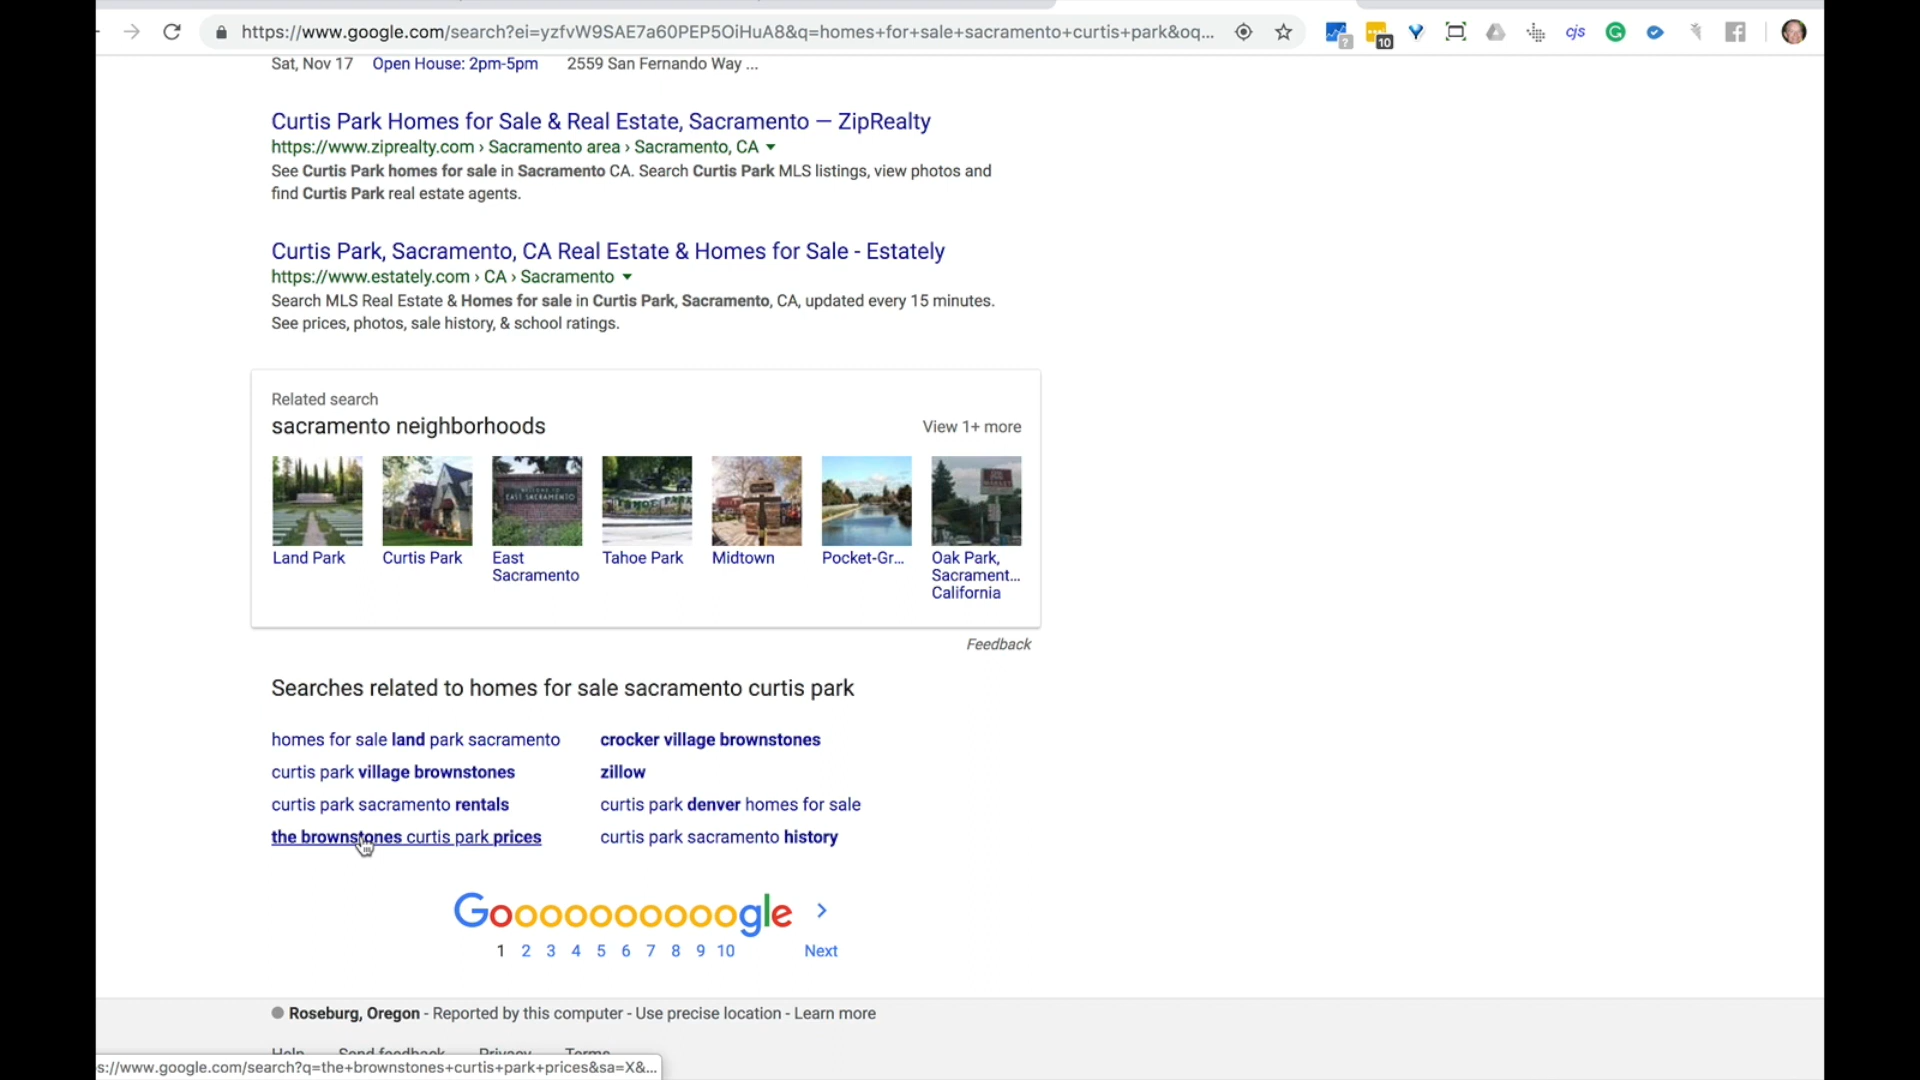 https://www.google.com/search?ei=yzfvW9SAE7a60PEP5OiHuA8&q=homes+for+sale+sacramento+curtis+park&oq...
?
10
cjs
Sat, Nov 17 Open House: 2pm-5pm 2559 San Fernando Way ...
Curtis Park Homes for Sale & Real Estate, Sacramento — ZipRealty
https://www.ziprealty.com › Sacramento area › Sacramento, CA
See Curtis Park homes for sale in Sacramento CA. Search Curtis Park MLS listings, view photos and
find Curtis Park real estate agents.
Curtis Park, Sacramento, CA Real Estate & Homes for Sale - Estately
https://www.estately.com › CA › Sacramento
Search MLS Real Estate & Homes for sale in Curtis Park, Sacramento, CA, updated every 15 minutes.
See prices, photos, sale history, & school ratings.
Related search
sacramento neighborhoods
View 1+ more
EAST SACRAMENTO
Land Park
Curtis Park
East
Sacramento
Tahoe Park
Midtown
Pocket-Gr...
Oak Park,
Sacrament...
California
Feedback
Searches related to homes for sale sacramento curtis park
homes for sale land park sacramento
curtis park village brownstones
curtis park sacramento rentals
the brownstones curtis park prices
crocker village brownstones
zillow
curtis park denver homes for sale
curtis park sacramento history
Goooooooooogle >
1 2 3 4 5 6 7 8 9 10 Next
Roseburg, Oregon - Reported by this computer - Use precise location - Learn more
Help Send feedback Privacy Terms
s://www.google.com/search?q=the+brownstones+curtis+park+prices&sa=X&...